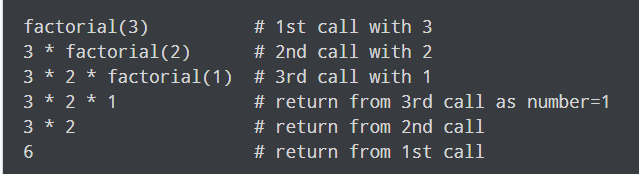 factorial(3)          # 1st call with 3
3 * factorial(2)      # 2nd call with 2
3 * 2 * factorial(1)  # 3rd call with 1
3 * 2 * 1             # return from 3rd call as number=1
3 * 2                 # return from 2nd call
6                     # return from 1st call